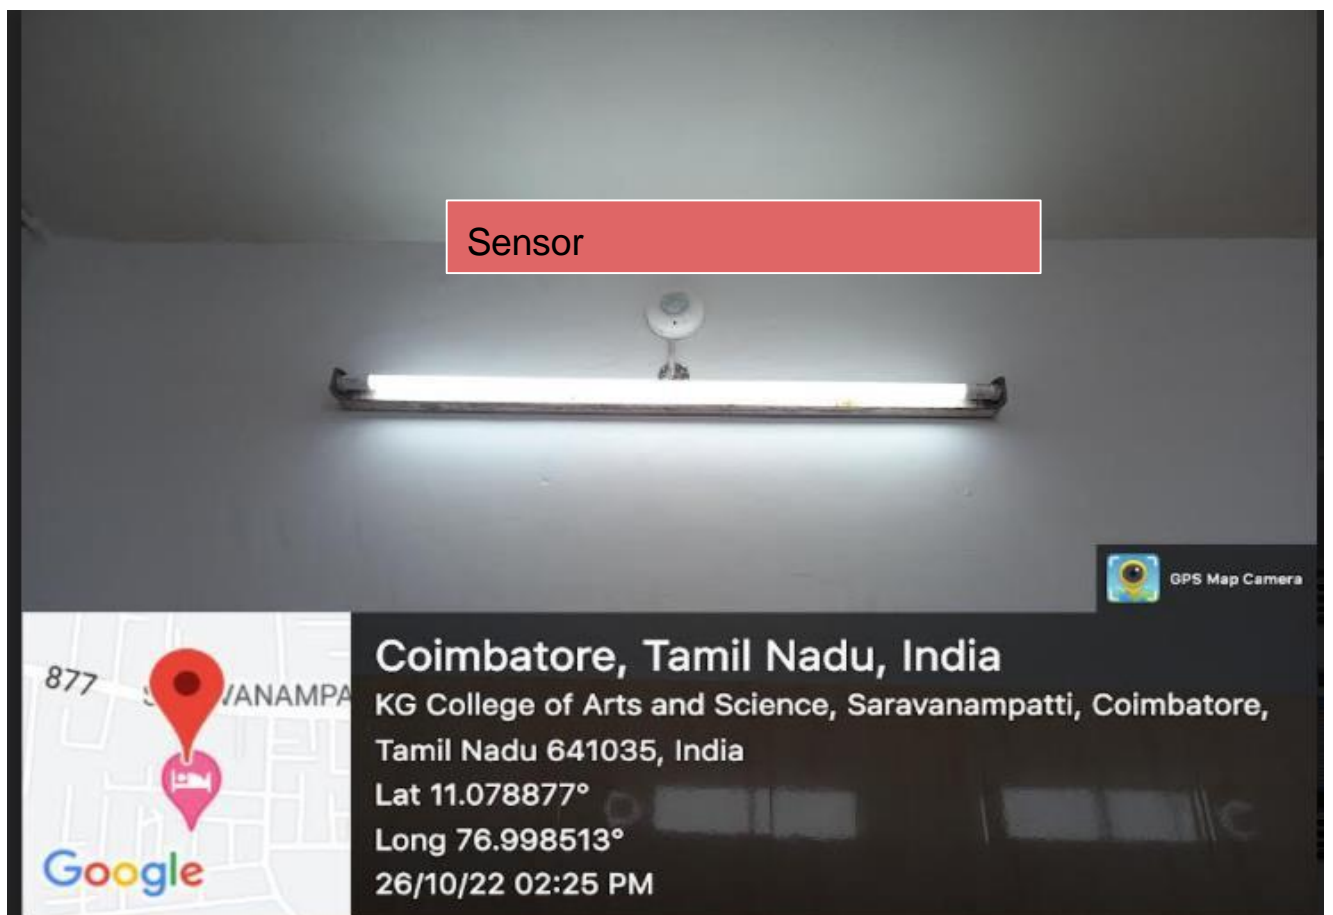 Sensor
GPS Map Camera
877
VANAMPA
Google
Coimbatore, Tamil Nadu, India
KG College of Arts and Science, Saravanampatti, Coimbatore,
Tamil Nadu 641035, India
Lat 11.078877°
Long 76.998513°
26/10/22 02:25 PM